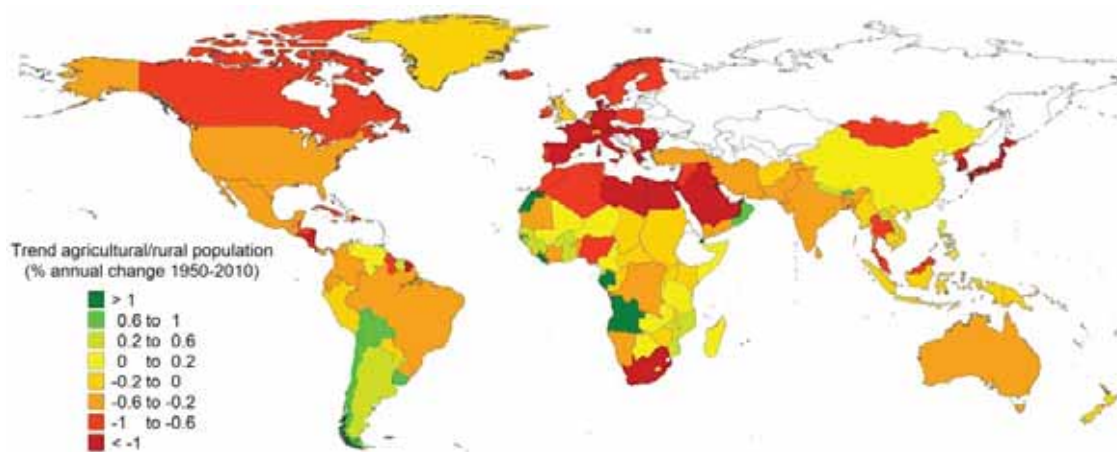 Trend agricultural/rural population
(% annual change 1950-2010)
> 1
0.6 to 1
0.2 to 0.6
0 to 0.2
-0.2 to 0
-0.6 to -0.2
-1 to -0.6
< -1